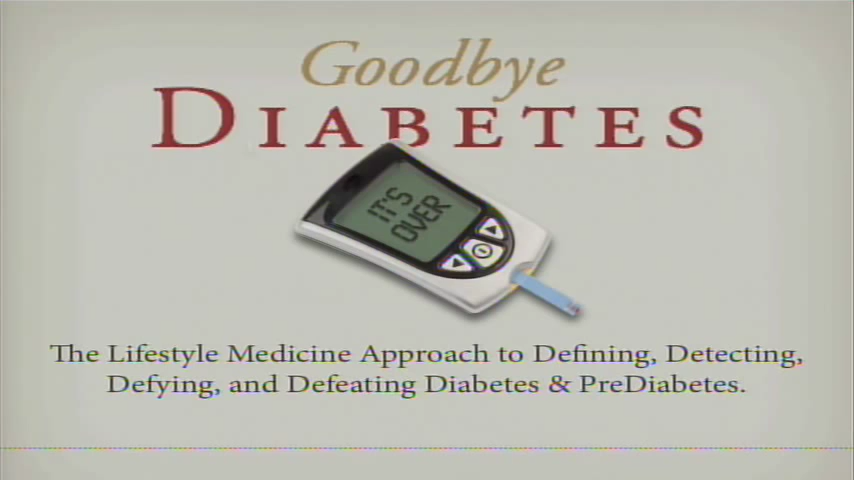 Goodbye
DIABETES
IT'S
OVER
The Lifestyle Medicine Approach to Defining, Detecting,
Defying, and Defeating Diabetes & PreDiabetes.